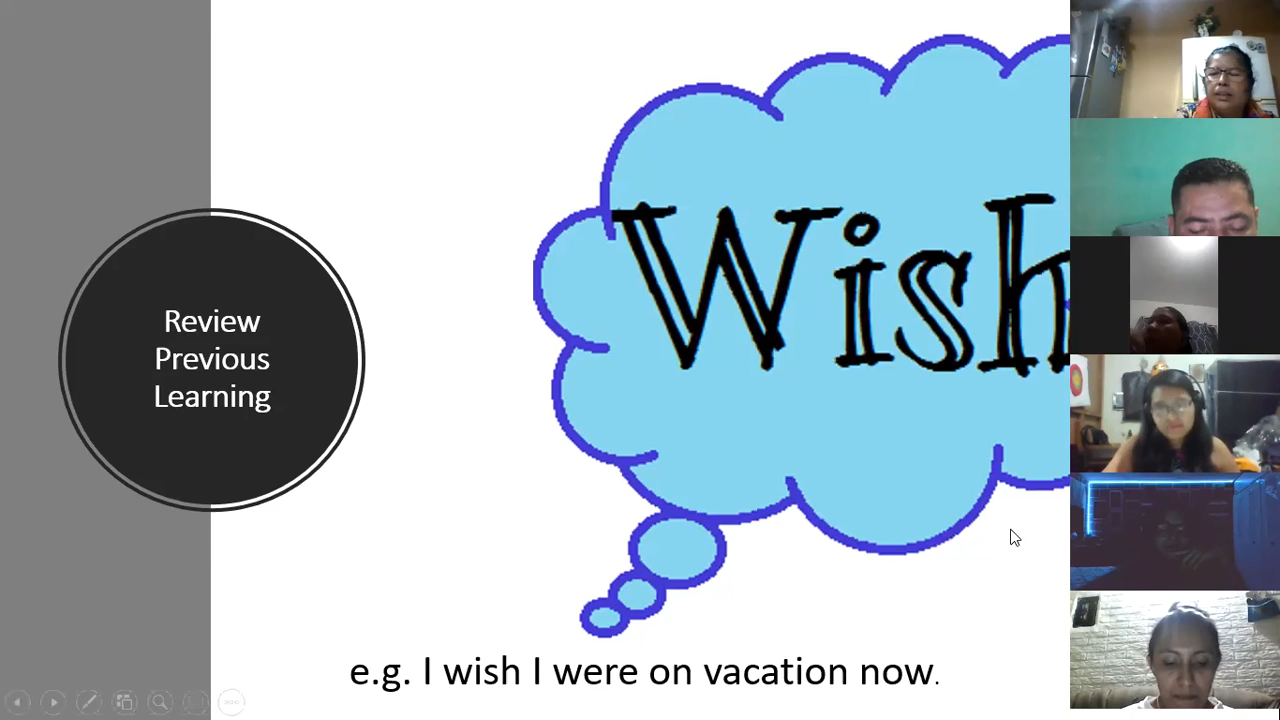 Review
Previous
Learning
Wish
e.g. I wish I were on vacation now.